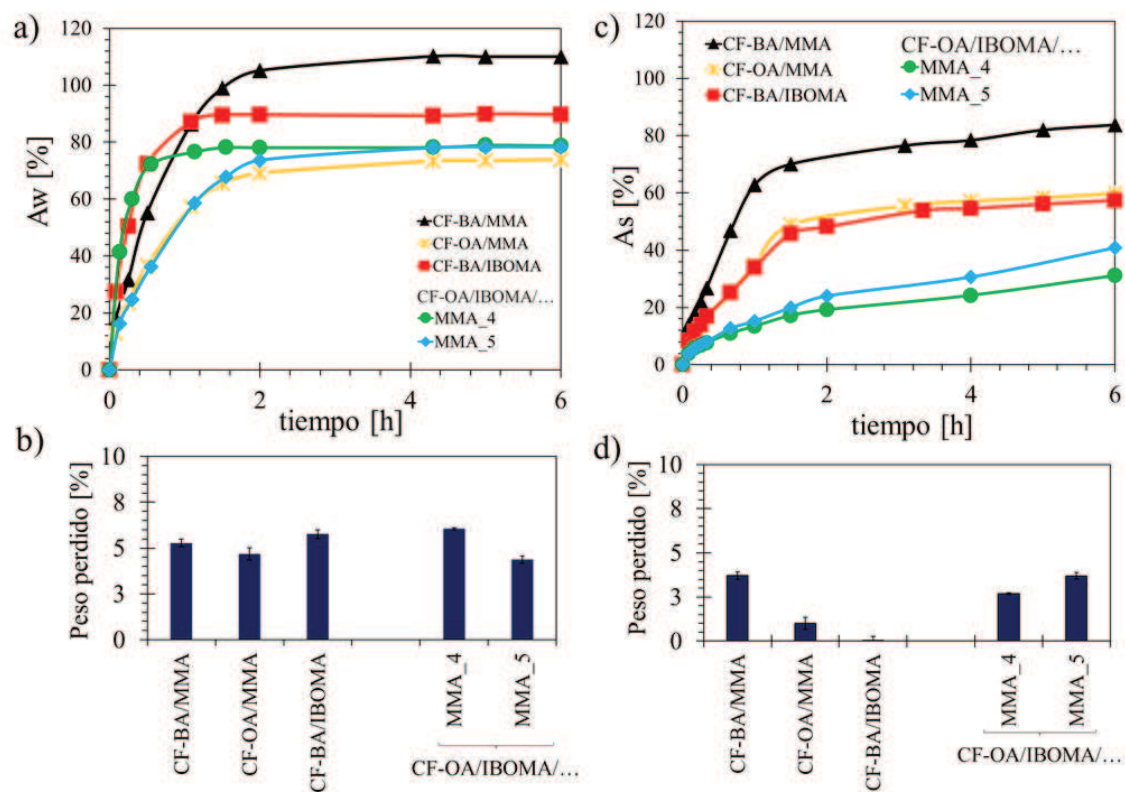 a)
120
100
80
60
40
20
0
Aw [%]
CF-BA/MMA
CF-OA/MMA
CF-BA/IBOMA
CF-OA/IBOMA/…
MMA_4
MMA_5
0 2 4 6
tiempo [h]
c)
120
100
80
60
40
20
0
As [%]
CF-BA/MMA
CF-OA/MMA
CF-BA/IBOMA
CF-OA/IBOMA/…
MMA_4
MMA_5
0 2 4 6
tiempo [h]
b)
10
8
5
3
0
Peso perdido [%]
CF-BA/MMA
CF-OA/MMA
CF-BA/IBOMA
MMA_4
MMA_5
CF-OA/IBOMA/…
d)
10
8
5
3
0
Peso perdido [%]
CF-BA/MMA
CF-OA/MMA
CF-BA/IBOMA
MMA_4
MMA_5
CF-OA/IBOMA/…